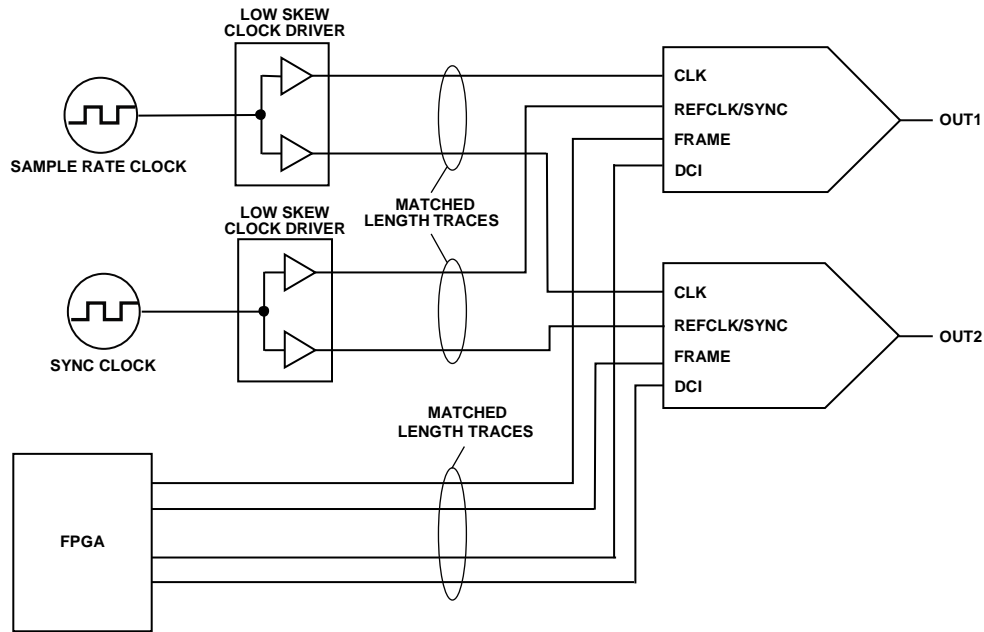 LOW SKEW
CLOCK DRIVER
SAMPLE RATE CLOCK
CLK
REFCLK/SYNC
FRAME
DCI
OUT1
MATCHED
LENGTH TRACES
LOW SKEW
CLOCK DRIVER
SYNC CLOCK
CLK
REFCLK/SYNC
FRAME
DCI
OUT2
MATCHED
LENGTH TRACES
FPGA